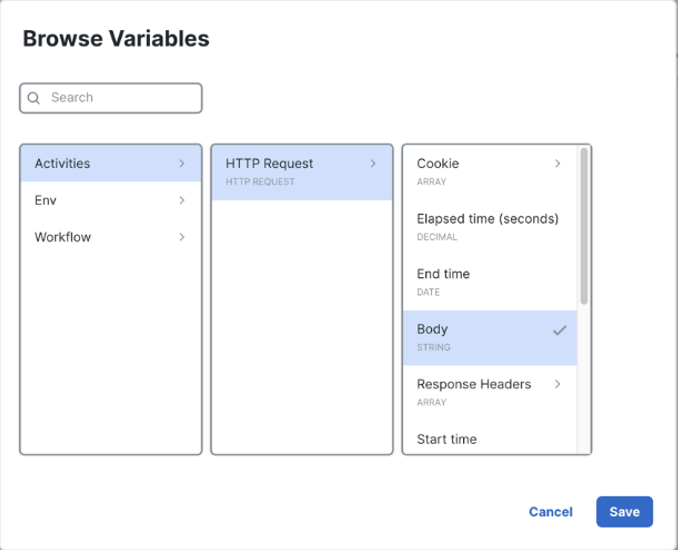 Browse Variables
Search
Activities
Env
Workflow
HTTP Request
HTTP REQUEST
Cookie
ARRAY
Elapsed time (seconds)
DECIMAL
End time
DATE
Body
STRING
Response Headers
ARRAY
Start time
Cancel
Save